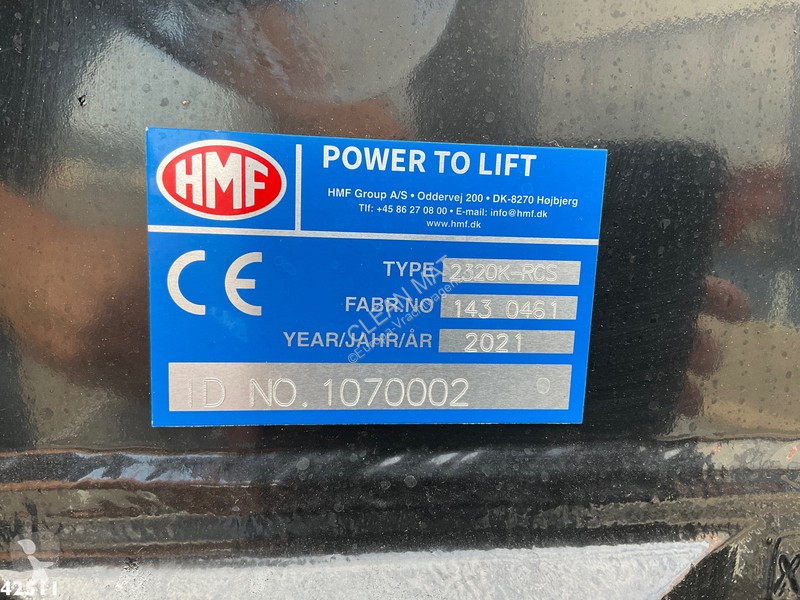 HMF
POWER TO LIFT
HMF Group A/S • Oddervej 200 • DK-8270 Højbjerg
Tlf: +45 86 27 08 00 • E-mail: info@hmf.dk
www.hmf.dk
CE
TYPE 2320K-RCS
FABR.NO 143 0461
YEAR/JAHR/ÅR 2021
ID NO. 1070002 0
CLEAN MAT
42511